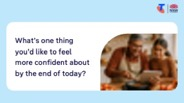 What's one thing
you'd like to feel
more confident about
by the end of today?